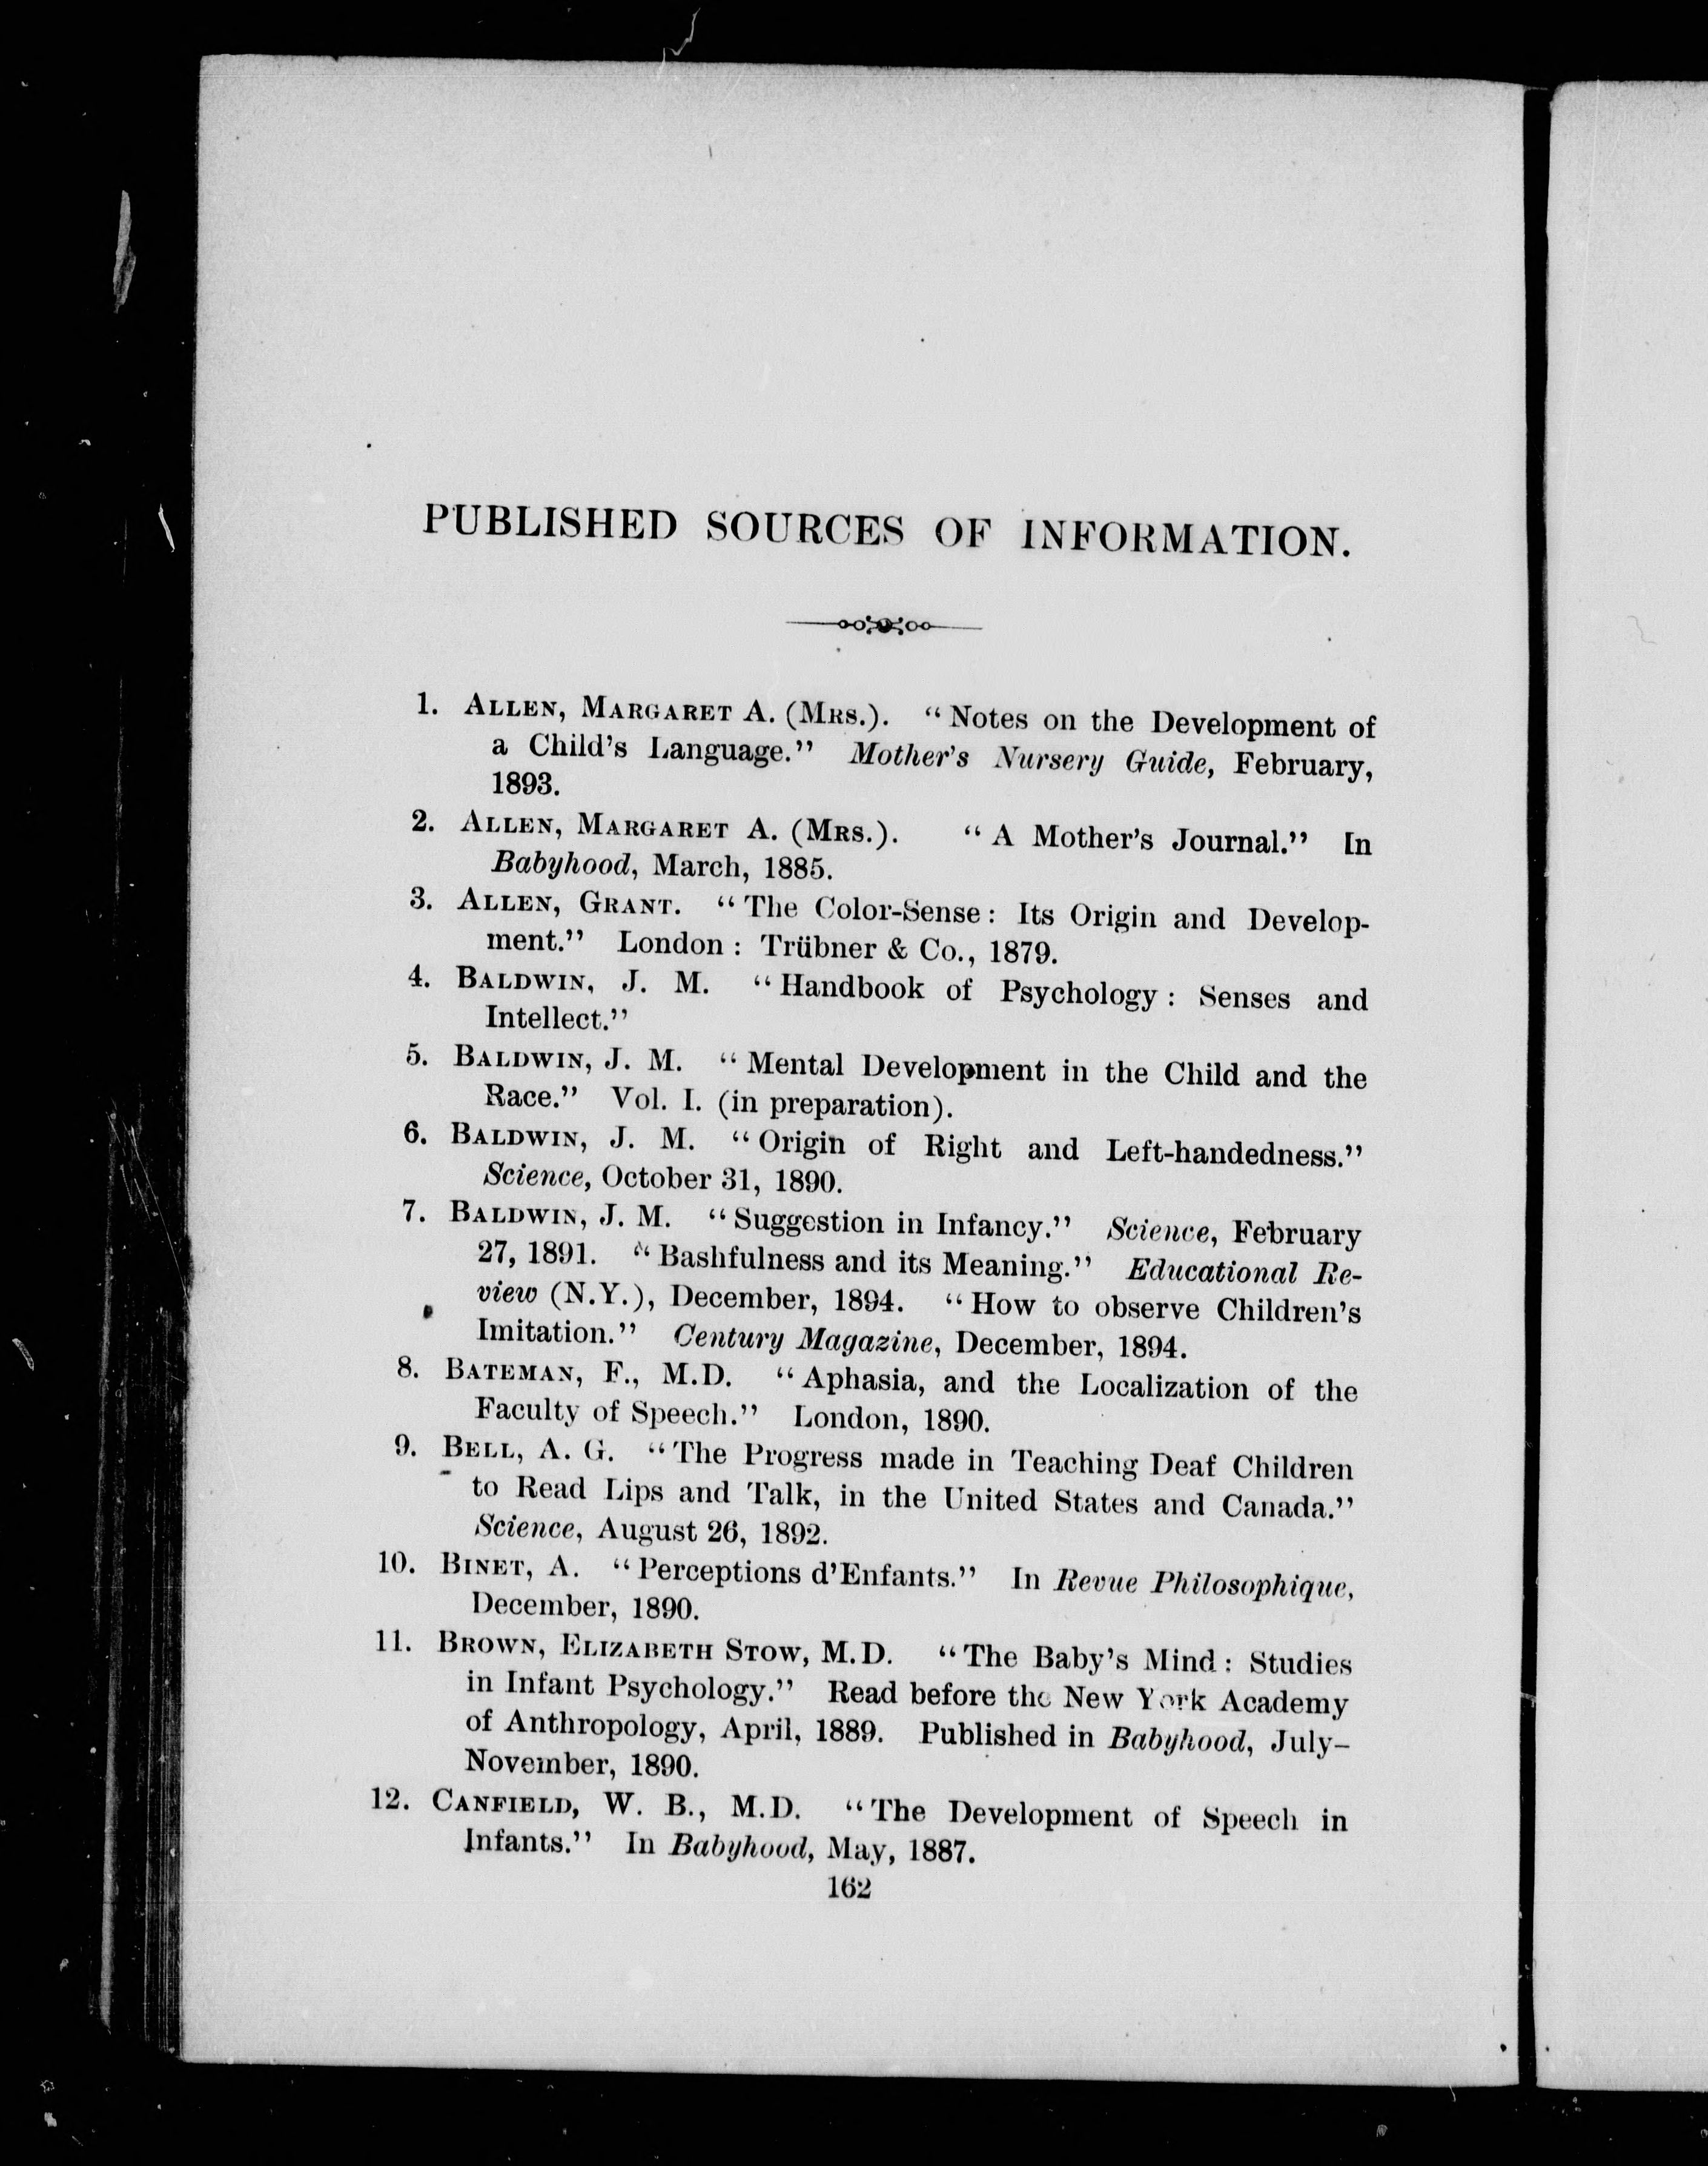 PUBLISHED SOURCES OF INFORMATION.
1. ALLEN, MARGARET A. (MRS.). "Notes on the Development of
a Child's Language." Mother's Nursery Guide, February,
1893.
2. ALLEN, MARGARET A. (MRS.). "A Mother's Journal." In
Babyhood, March, 1885.
3. ALLEN, GRANT. "The Color-Sense: Its Origin and Develop-
ment." London: Trübner & Co., 1879.
4. BALDWIN, J. M. "Handbook of Psychology: Senses and
Intellect."
5. BALDWIN, J. M. "Mental Development in the Child and the
Race." Vol. I. (in preparation).
6. BALDWIN, J. M. "Origin of Right and Left-handedness."
Science, October 31, 1890.
7. BALDWIN, J. M. "Suggestion in Infancy." Science, February
27, 1891. "Bashfulness and its Meaning." Educational Re-
view (N.Y.), December, 1894. "How to observe Children's
Imitation." Century Magazine, December, 1894.
8. BATEMAN, F., M.D. "Aphasia, and the Localization of the
Faculty of Speech." London, 1890.
9. BELL, A. G. "The Progress made in Teaching Deaf Children
to Read Lips and Talk, in the United States and Canada."
Science, August 26, 1892.
10. BINET, A. "Perceptions d'Enfants." In Revue Philosophique,
December, 1890.
11. BROWN, ELIZABETH STOW, M.D. "The Baby's Mind: Studies
in Infant Psychology." Read before the New York Academy
of Anthropology, April, 1889. Published in Babyhood, July–
November, 1890.
12. CANFIELD, W. B., M.D. "The Development of Speech in
Infants." In Babyhood, May, 1887.
162